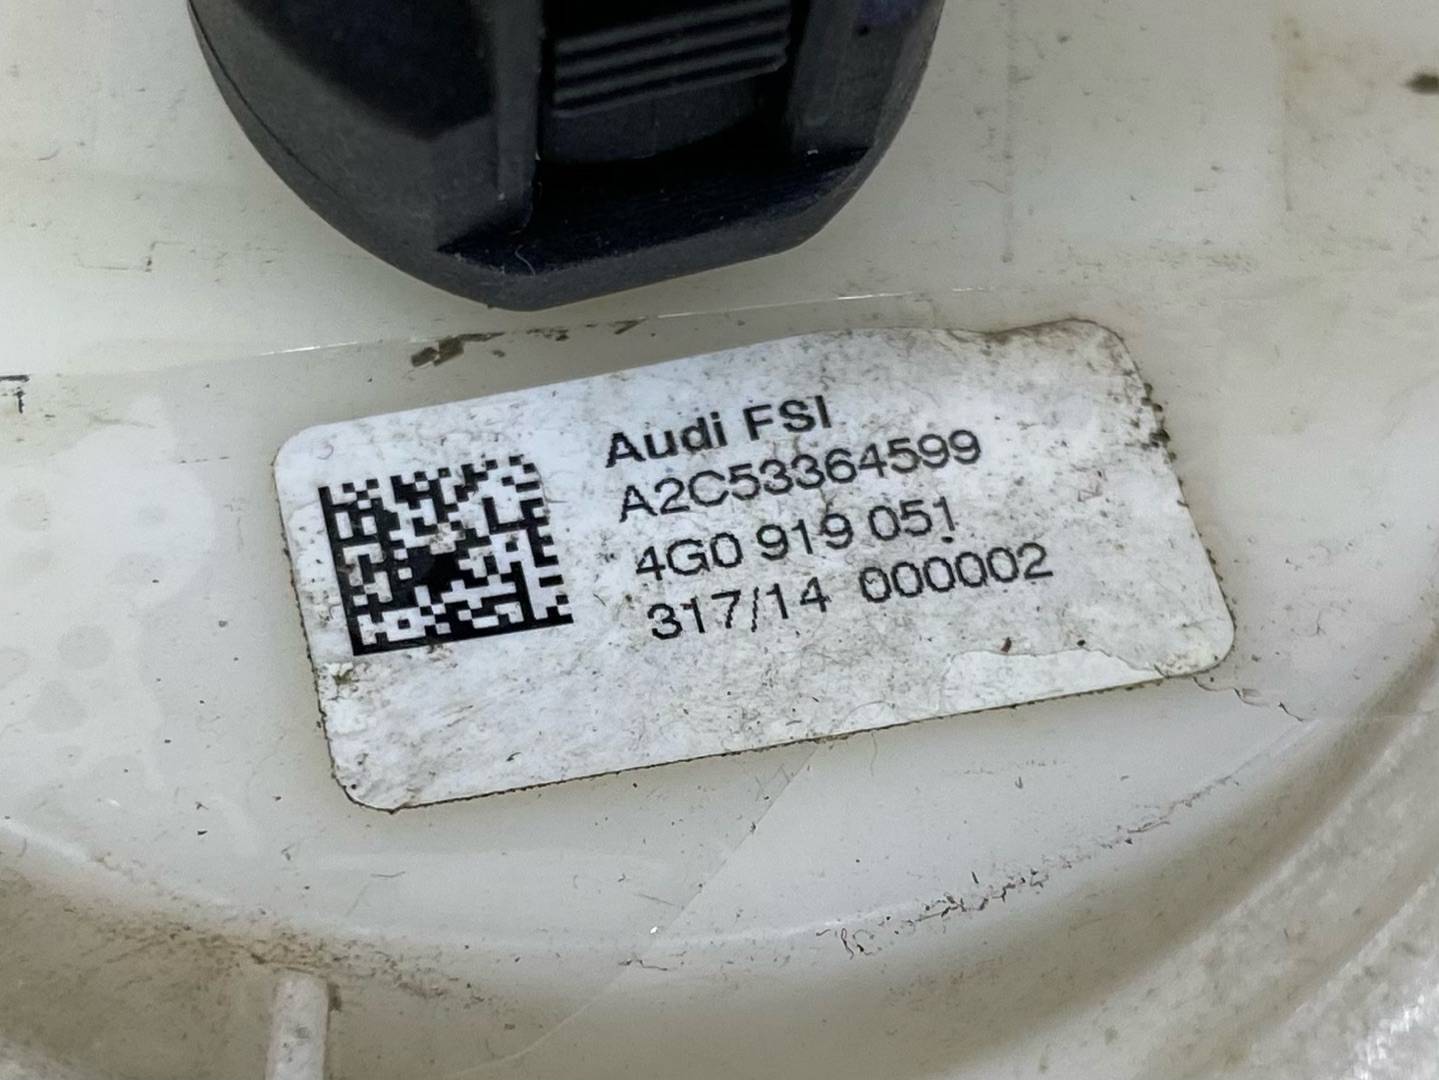 Audi FSI
A2C53364599
4G0 919 051
317/14 000002